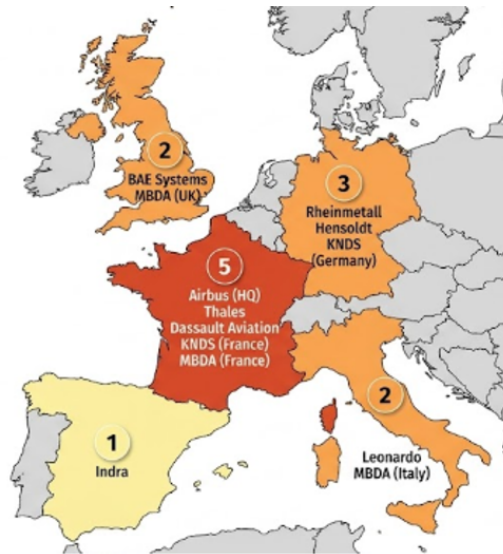 2
BAE Systems
MBDA (UK)
3
Rheinmetall
Hensoldt
KNDS
(Germany)
5
Airbus (HQ)
Thales
Dassault Aviation
KNDS (France)
MBDA (France)
2
Leonardo
MBDA (Italy)
1
Indra